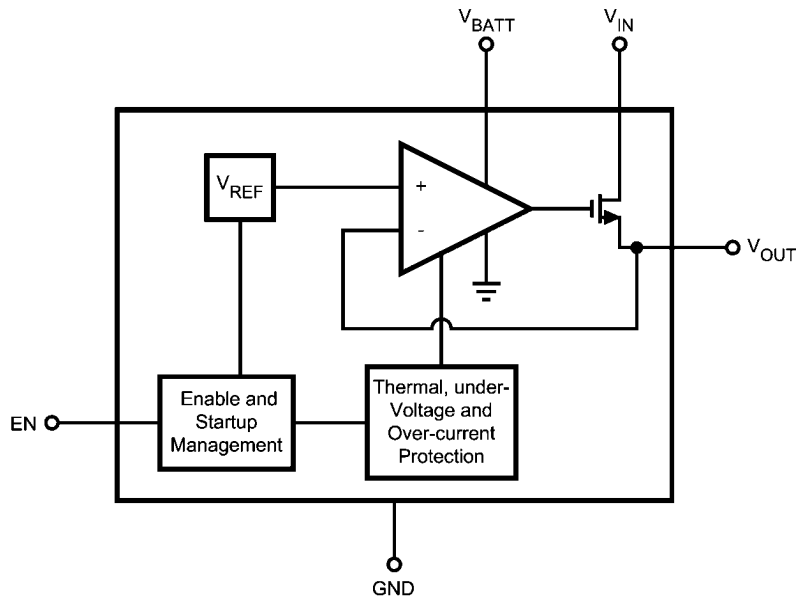 VBATT
VIN
VREF
+
-
VOUT
Enable and
Startup
Management
Thermal, under-
Voltage and
Over-current
Protection
EN
GND